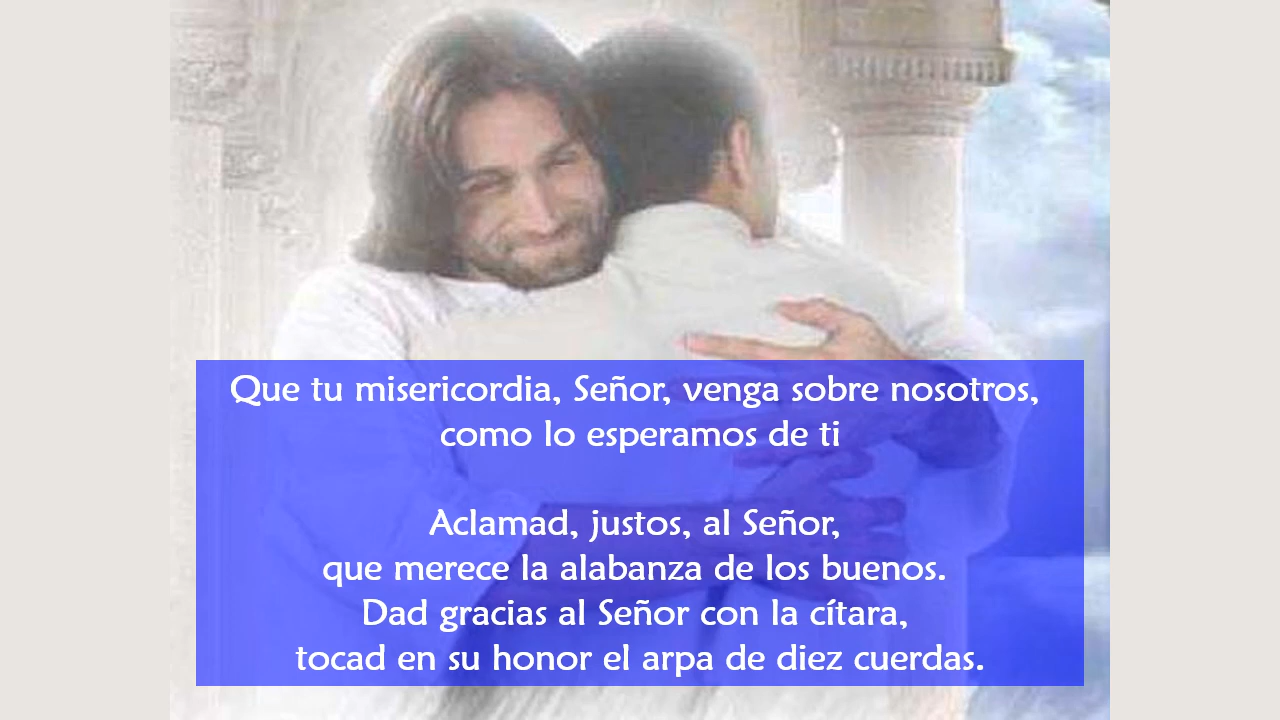 Que tu misericordia, Señor, venga sobre nosotros,
como lo esperamos de ti
Aclamad, justos, al Señor,
que merece la alabanza de los buenos.
Dad gracias al Señor con la cítara,
tocad en su honor el arpa de diez cuerdas.